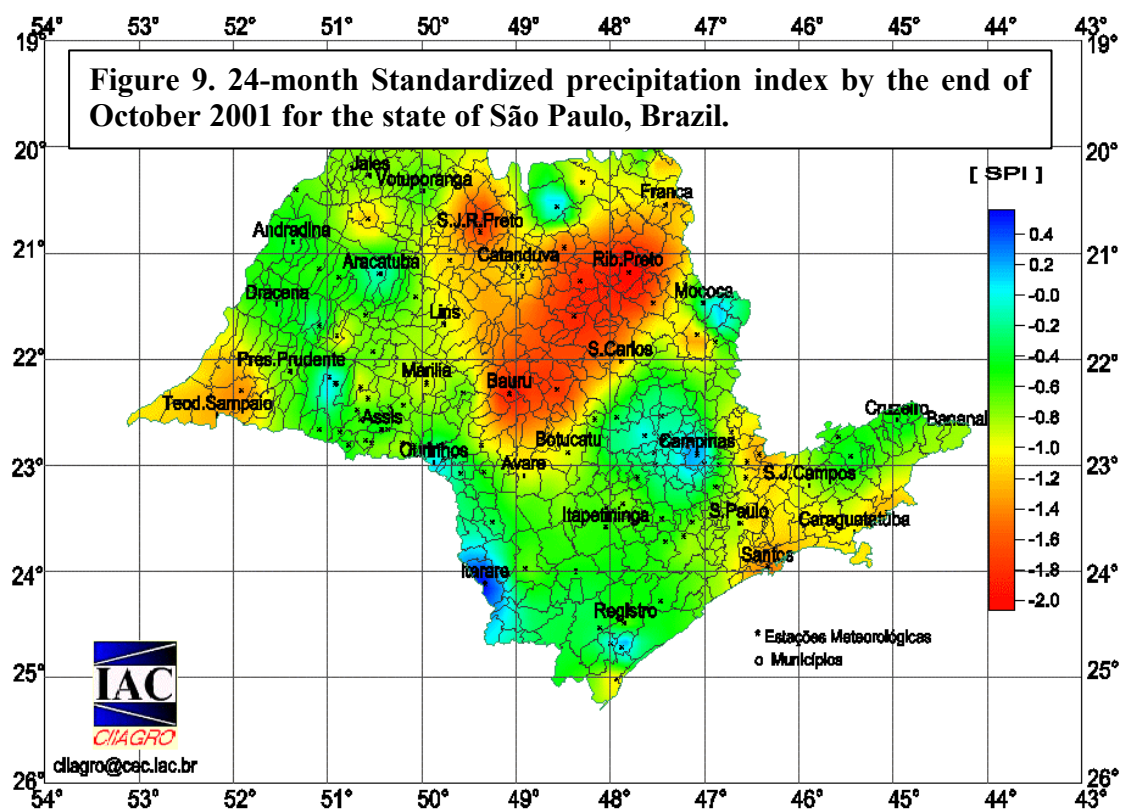 54° 53° 52° 51° 50° 49° 48° 47° 46° 45° 44° 43°
19° 19°
Figure 9. 24-month Standardized precipitation index by the end of
October 2001 for the state of São Paulo, Brazil.
20° 20°
[ SPI ]
Jales
Votuporanga
Franca
S.J.R.Preto
Andradina
0.4
21° 21°
Catanduva
Rib.Preto
Aracatuba
0.2
Mococa
-0.0
Dracena
Lins
-0.2
S.Carlos
22° 22°
Pres.Prudente
-0.4
Marilia
Bauru
-0.6
Teod.Sampaio
Assis
Cruzeiro
Bananal
-0.8
Botucatu
Campinas
Ourinhos
-1.0
23° 23°
Avare
S.J.Campos
-1.2
Itapetininga
S.Paulo
Caraguatatuba
-1.4
Santos
-1.6
24° 24°
Itarare
-1.8
Registro
-2.0
* Estações Meteorológicas
o Municípios
25° 25°
IAC
CIIAGRO
ciiagro@cec.iac.br
26° 26°
54° 53° 52° 51° 50° 49° 48° 47° 46° 45° 44° 43°